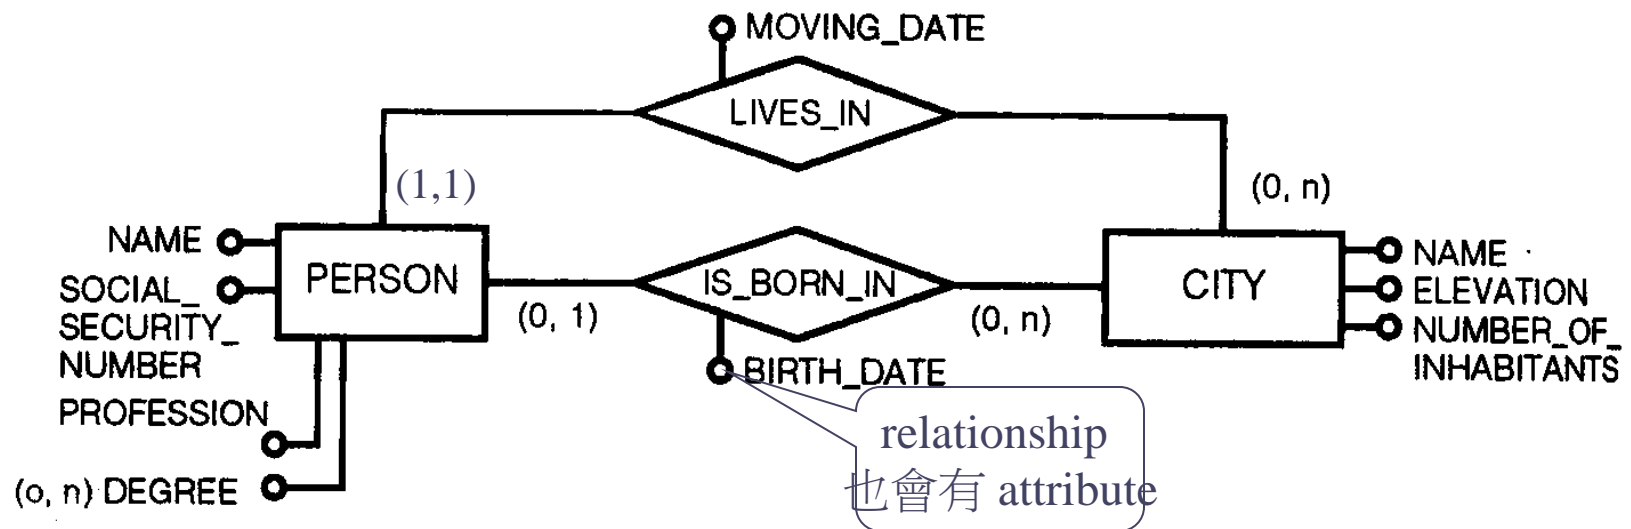 MOVING_DATE
LIVES_IN
(1,1)
(0, n)
NAME
SOCIAL_
SECURITY_
NUMBER
PROFESSION
(o, n) DEGREE
PERSON
(0, 1)
IS_BORN_IN
(0, n)
BIRTH_DATE
CITY
NAME
ELEVATION
NUMBER_OF_
INHABITANTS
relationship
也會有 attribute